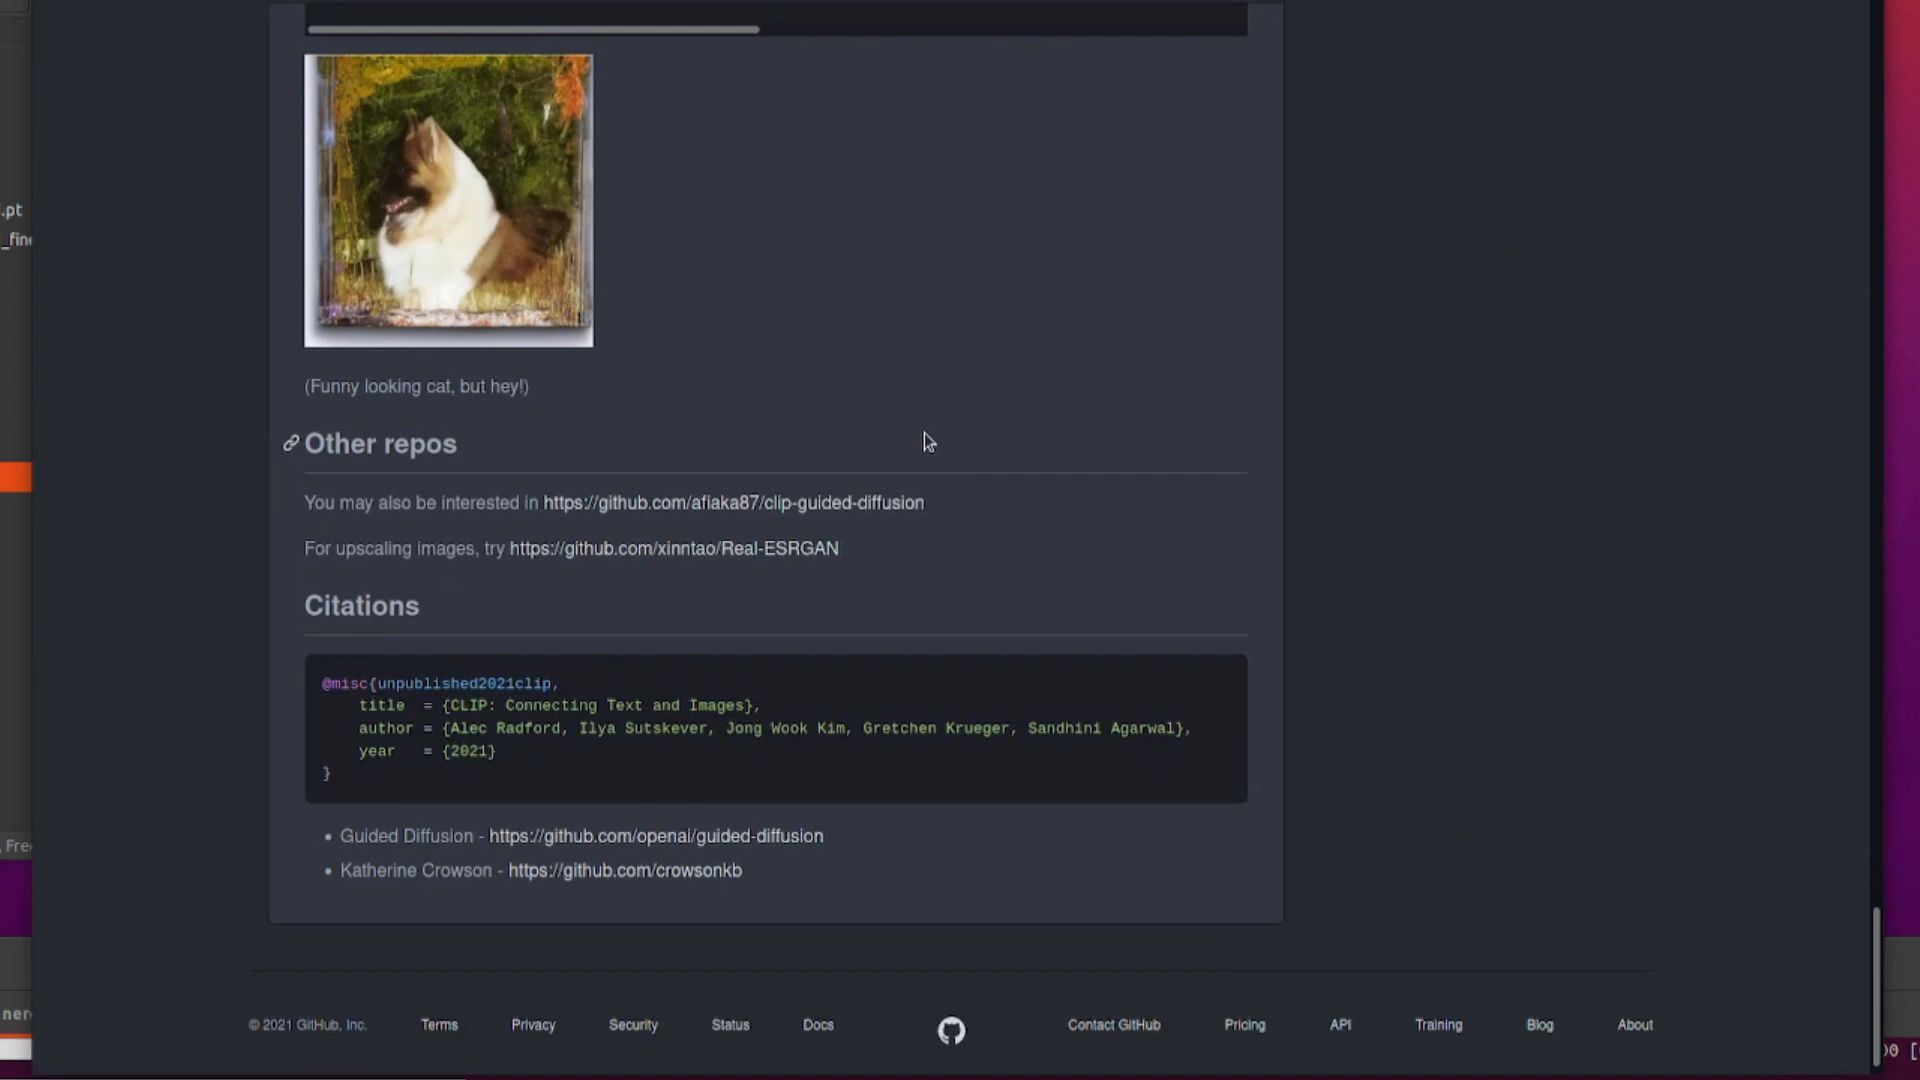 .pt
_fine
(Funny looking cat, but hey!)
Other repos
You may also be interested in https://github.com/afiaka87/clip-guided-diffusion
For upscaling images, try https://github.com/xinntao/Real-ESRGAN
Citations
@misc{unpublished2021clip,
title = {CLIP: Connecting Text and Images},
author = {Alec Radford, Ilya Sutskever, Jong Wook Kim, Gretchen Krueger, Sandhini Agarwal},
year = {2021}
}
• Guided Diffusion - https://github.com/openai/guided-diffusion
, Free
• Katherine Crowson - https://github.com/crowsonkb
ner
© 2021 GitHub, Inc. Terms Privacy Security Status Docs Contact GitHub Pricing API Training Blog About
00 [